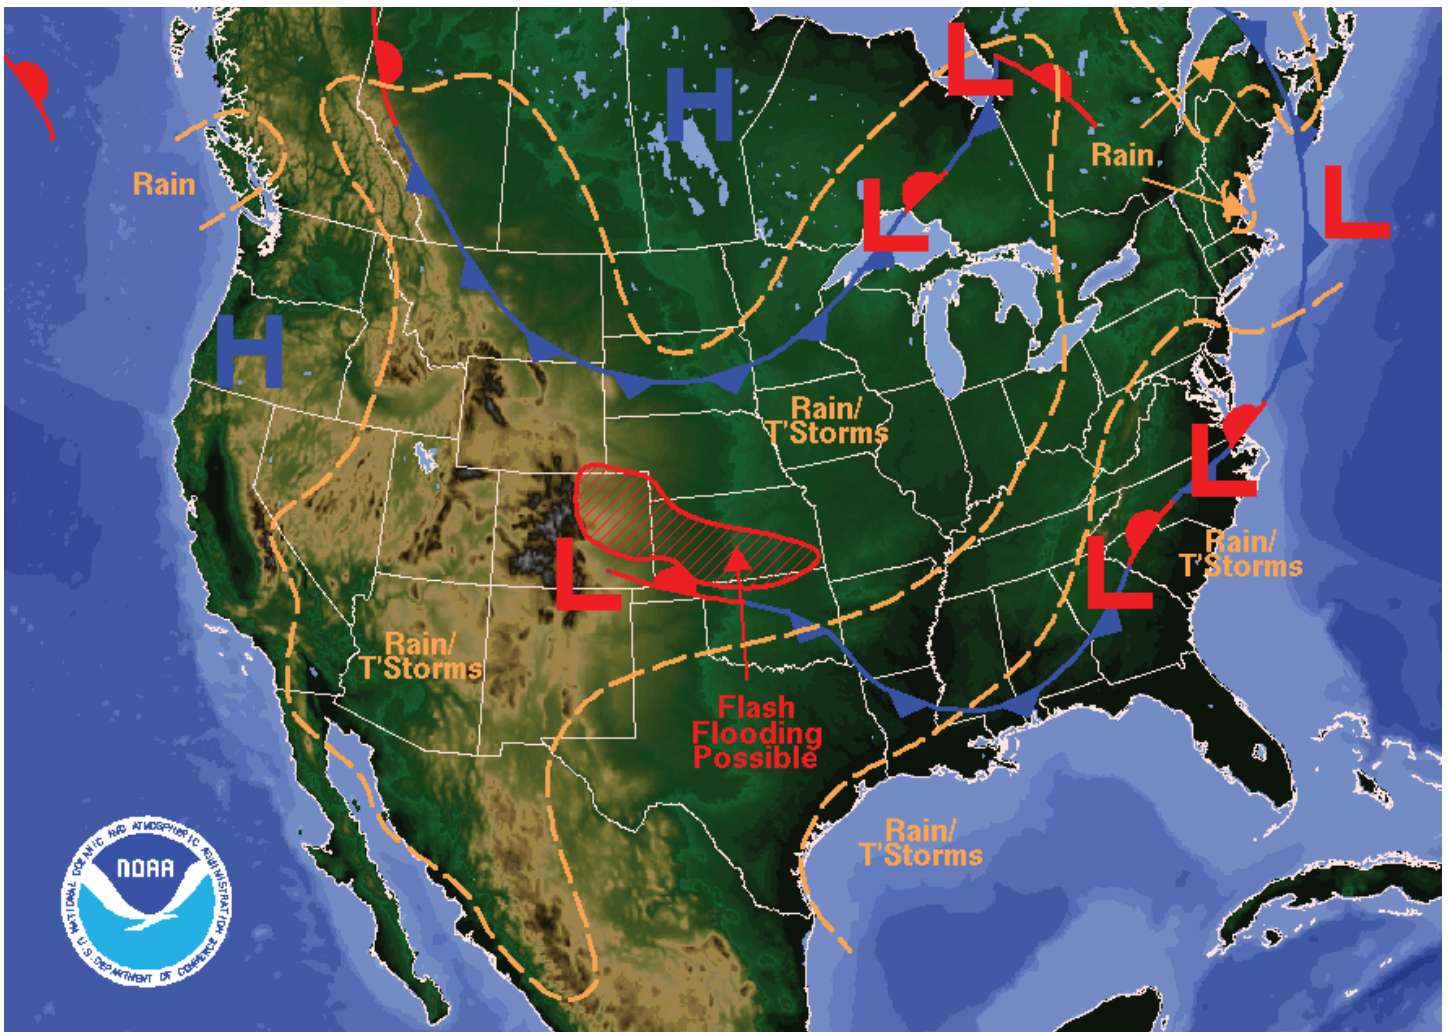 L
H
L
Rain
Rain
L
L
H
Rain/
T'Storms
L
L
L
Rain/
T'Storms
Rain/
T'Storms
Flash
Flooding
Possible
Rain/
T'Storms
NATIONAL OCEANIC AND ATMOSPHERIC ADMINISTRATION
NOAA
U.S. DEPARTMENT OF COMMERCE